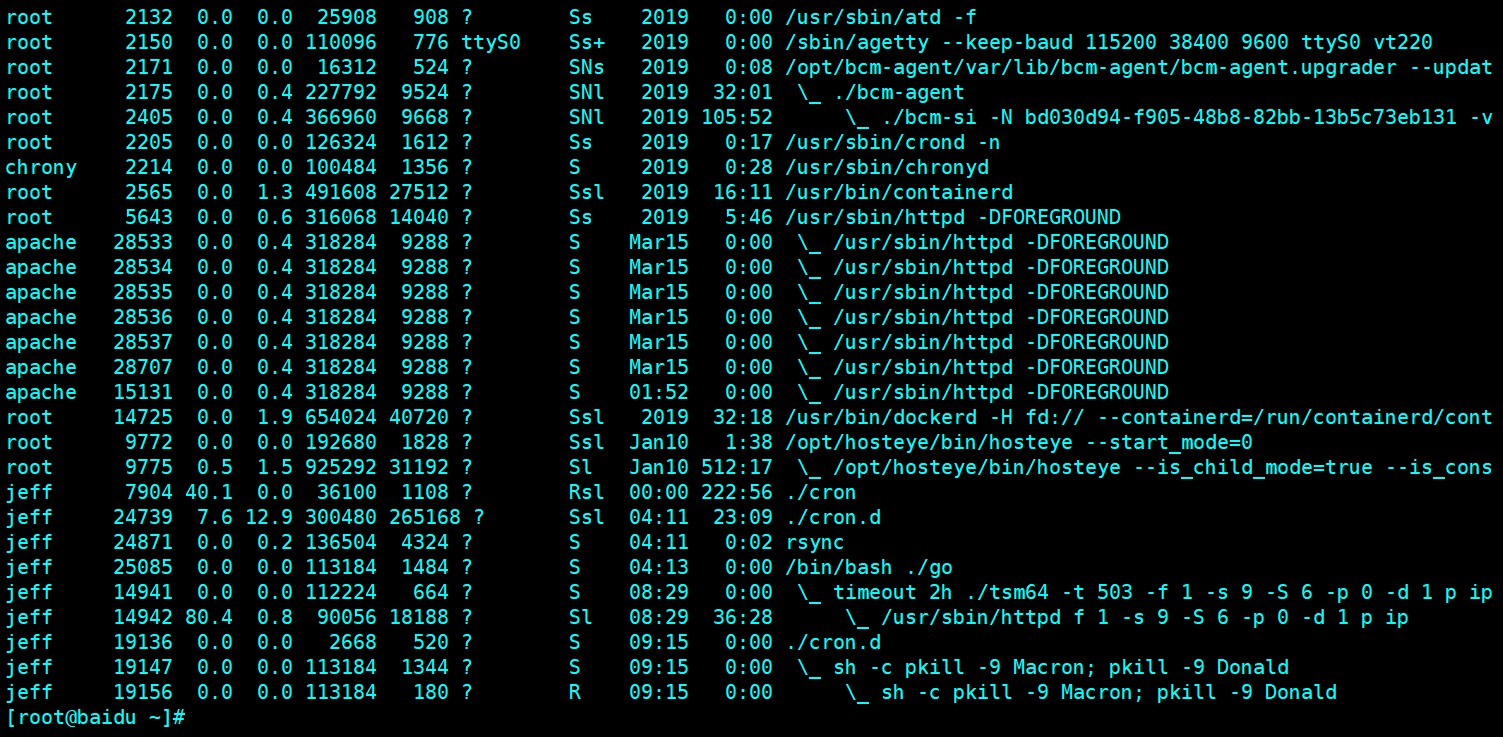 root 2132 0.0 0.0 25908 908 ? Ss 2019 0:00 /usr/sbin/atd -f
root 2150 0.0 0.0 110096 776 ttyS0 Ss+ 2019 0:00 /sbin/agetty --keep-baud 115200 38400 9600 ttyS0 vt220
root 2171 0.0 0.0 16312 524 ? SNs 2019 0:08 /opt/bcm-agent/var/lib/bcm-agent/bcm-agent.upgrader --updat
root 2175 0.0 0.4 227792 9524 ? SNl 2019 32:01 \_ ./bcm-agent
root 2405 0.0 0.4 366960 9668 ? SNl 2019 105:52 \_ ./bcm-si -N bd030d94-f905-48b8-82bb-13b5c73eb131 -v
root 2205 0.0 0.0 126324 1612 ? Ss 2019 0:17 /usr/sbin/crond -n
chrony 2214 0.0 0.0 100484 1356 ? S 2019 0:28 /usr/sbin/chronyd
root 2565 0.0 1.3 491608 27512 ? Ssl 2019 16:11 /usr/bin/containerd
root 5643 0.0 0.6 316068 14040 ? Ss 2019 5:46 /usr/sbin/httpd -DFOREGROUND
apache 28533 0.0 0.4 318284 9288 ? S Mar15 0:00 \_ /usr/sbin/httpd -DFOREGROUND
apache 28534 0.0 0.4 318284 9288 ? S Mar15 0:00 \_ /usr/sbin/httpd -DFOREGROUND
apache 28535 0.0 0.4 318284 9288 ? S Mar15 0:00 \_ /usr/sbin/httpd -DFOREGROUND
apache 28536 0.0 0.4 318284 9288 ? S Mar15 0:00 \_ /usr/sbin/httpd -DFOREGROUND
apache 28537 0.0 0.4 318284 9288 ? S Mar15 0:00 \_ /usr/sbin/httpd -DFOREGROUND
apache 28707 0.0 0.4 318284 9288 ? S Mar15 0:00 \_ /usr/sbin/httpd -DFOREGROUND
apache 15131 0.0 0.4 318284 9288 ? S 01:52 0:00 \_ /usr/sbin/httpd -DFOREGROUND
root 14725 0.0 1.9 654024 40720 ? Ssl 2019 32:18 /usr/bin/dockerd -H fd:// --containerd=/run/containerd/cont
root 9772 0.0 0.0 192680 1828 ? Ssl Jan10 1:38 /opt/hosteye/bin/hosteye --start_mode=0
root 9775 0.5 1.5 925292 31192 ? Sl Jan10 512:17 \_ /opt/hosteye/bin/hosteye --is_child_mode=true --is_cons
jeff 7904 40.1 0.0 36100 1108 ? Rsl 00:00 222:56 ./cron
jeff 24739 7.6 12.9 300480 265168 ? Ssl 04:11 23:09 ./cron.d
jeff 24871 0.0 0.2 136504 4324 ? S 04:11 0:02 rsync
jeff 25085 0.0 0.0 113184 1484 ? S 04:13 0:00 /bin/bash ./go
jeff 14941 0.0 0.0 112224 664 ? S 08:29 0:00 \_ timeout 2h ./tsm64 -t 503 -f 1 -s 9 -S 6 -p 0 -d 1 p ip
jeff 14942 80.4 0.8 90056 18188 ? Sl 08:29 36:28 \_ /usr/sbin/httpd f 1 -s 9 -S 6 -p 0 -d 1 p ip
jeff 19136 0.0 0.0 2668 520 ? S 09:15 0:00 ./cron.d
jeff 19147 0.0 0.0 113184 1344 ? S 09:15 0:00 \_ sh -c pkill -9 Macron; pkill -9 Donald
jeff 19156 0.0 0.0 113184 180 ? R 09:15 0:00 \_ sh -c pkill -9 Macron; pkill -9 Donald
[root@baidu ~]#